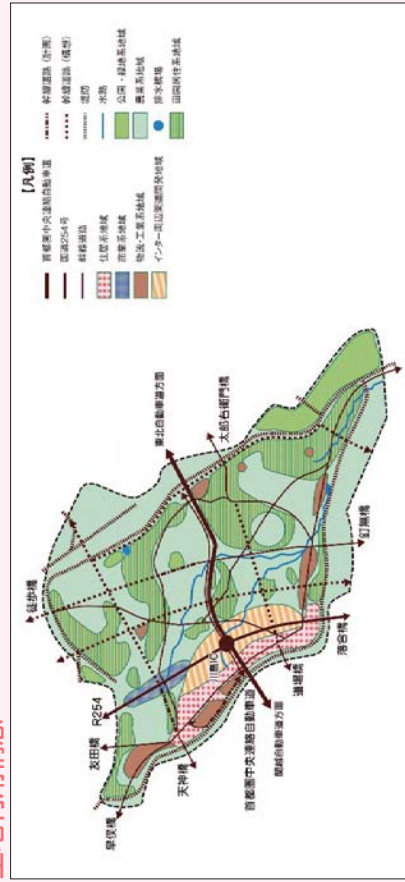 【凡例】
首都圏中央連絡自動車道
国道254号
幹線道路
住居系地域
商業系地域
物流・工業系地域
インター周辺関連開発地域
幹線道路(計画)
幹線道路(構想)
堤防
水路
公園・緑地系地域
農業系地域
排水機場
田園居住系地域
徒歩橋
R254
友田橋
早俣橋
天神橋
東北自動車道方面
太郎右衛門橋
川島IC
首都圏中央連絡自動車道
関越自動車道方面
道場橋
落合橋
釘無橋